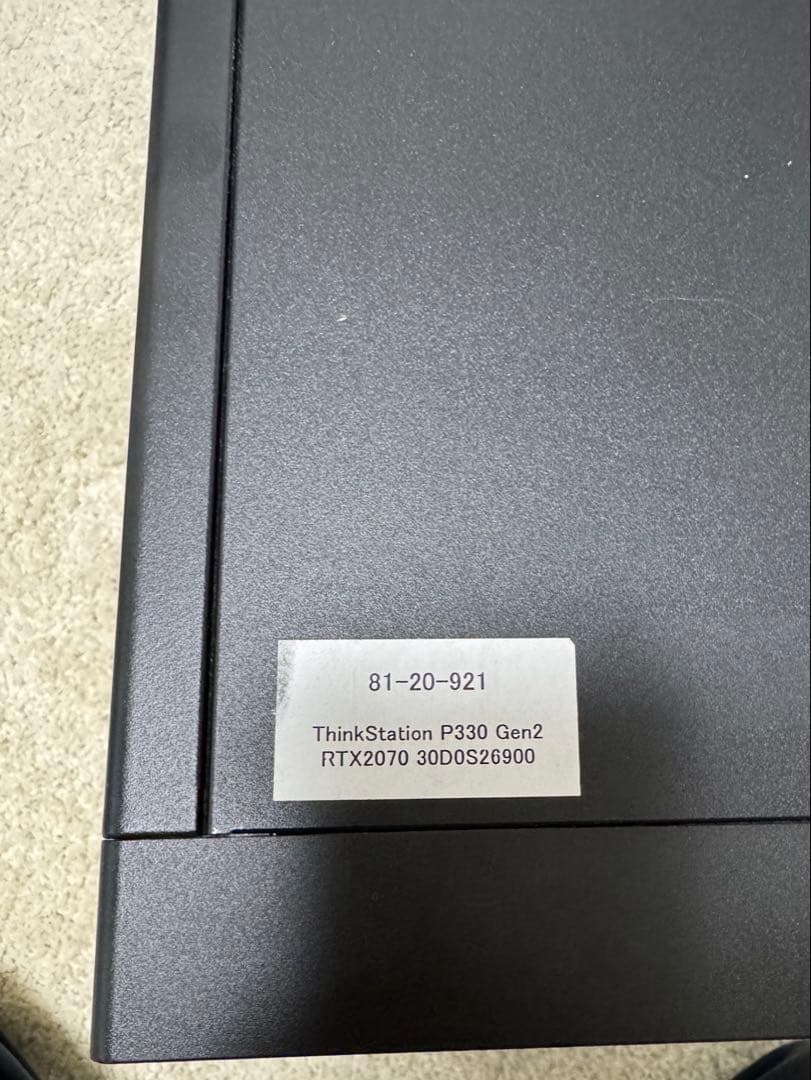 81-20-921
ThinkStation P330 Gen2
RTX2070 30D0S26900